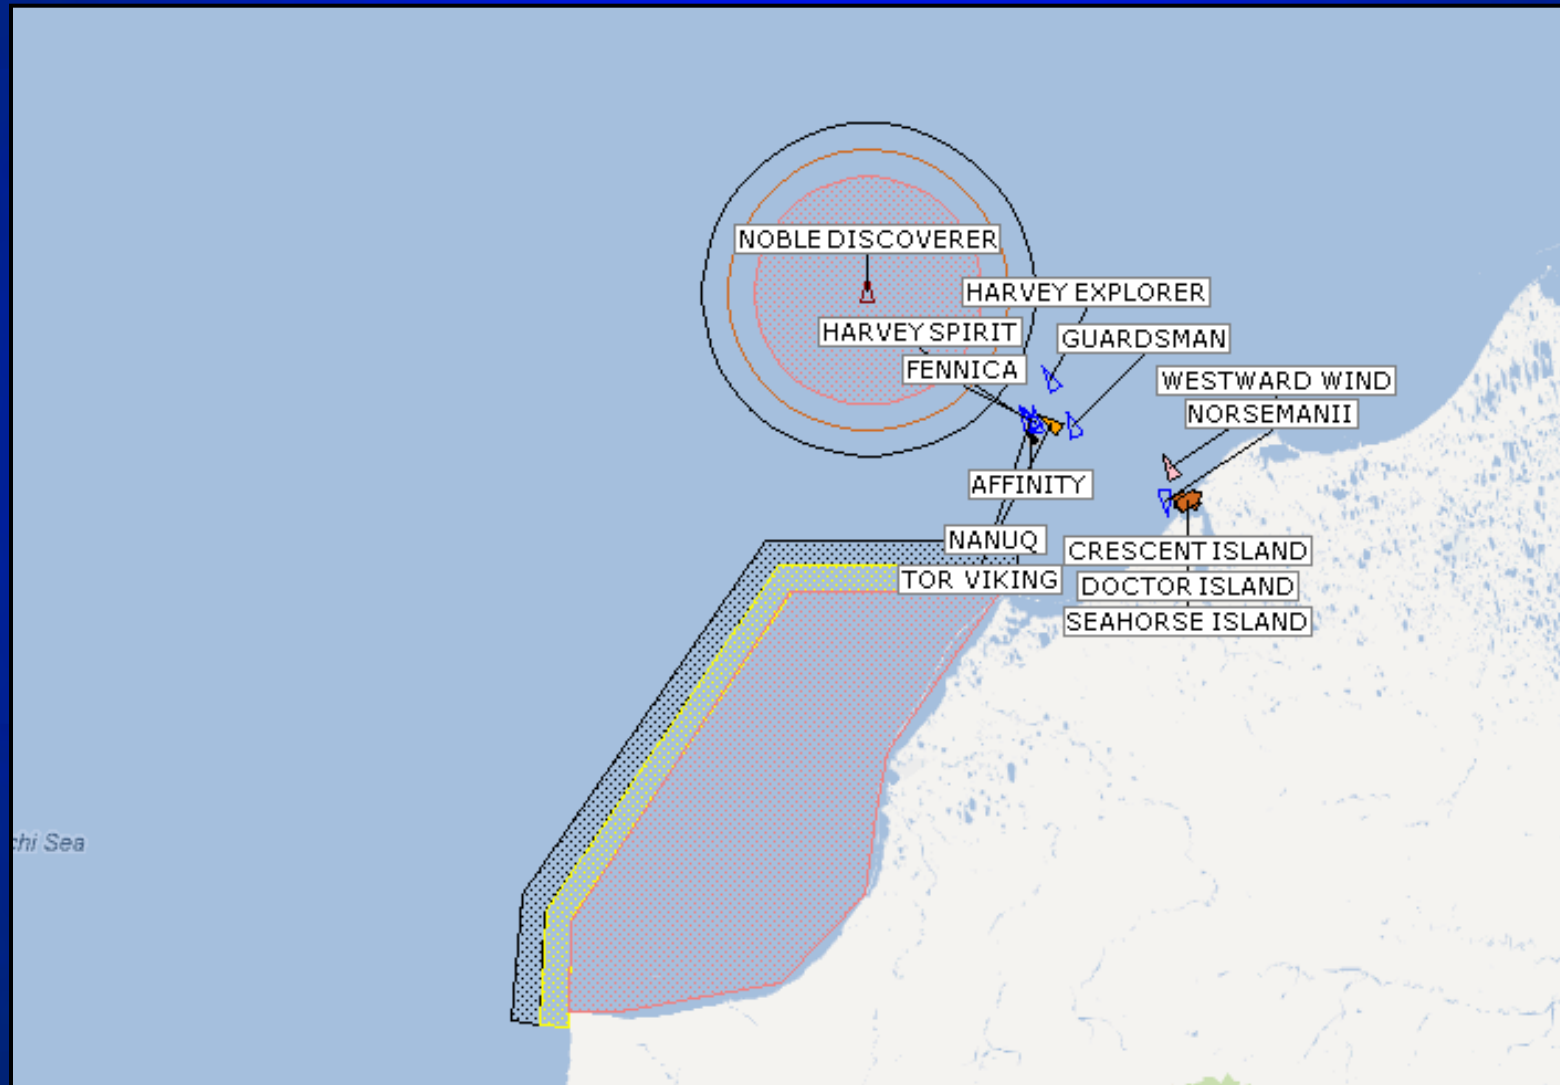 NOBLE DISCOVERER
HARVEY EXPLORER
HARVEY SPIRIT
GUARDSMAN
FENNICA
WESTWARD WIND
NORSEMANII
AFFINITY
NANUQ
CRESCENT ISLAND
TOR VIKING
DOCTOR ISLAND
SEAHORSE ISLAND
chi Sea